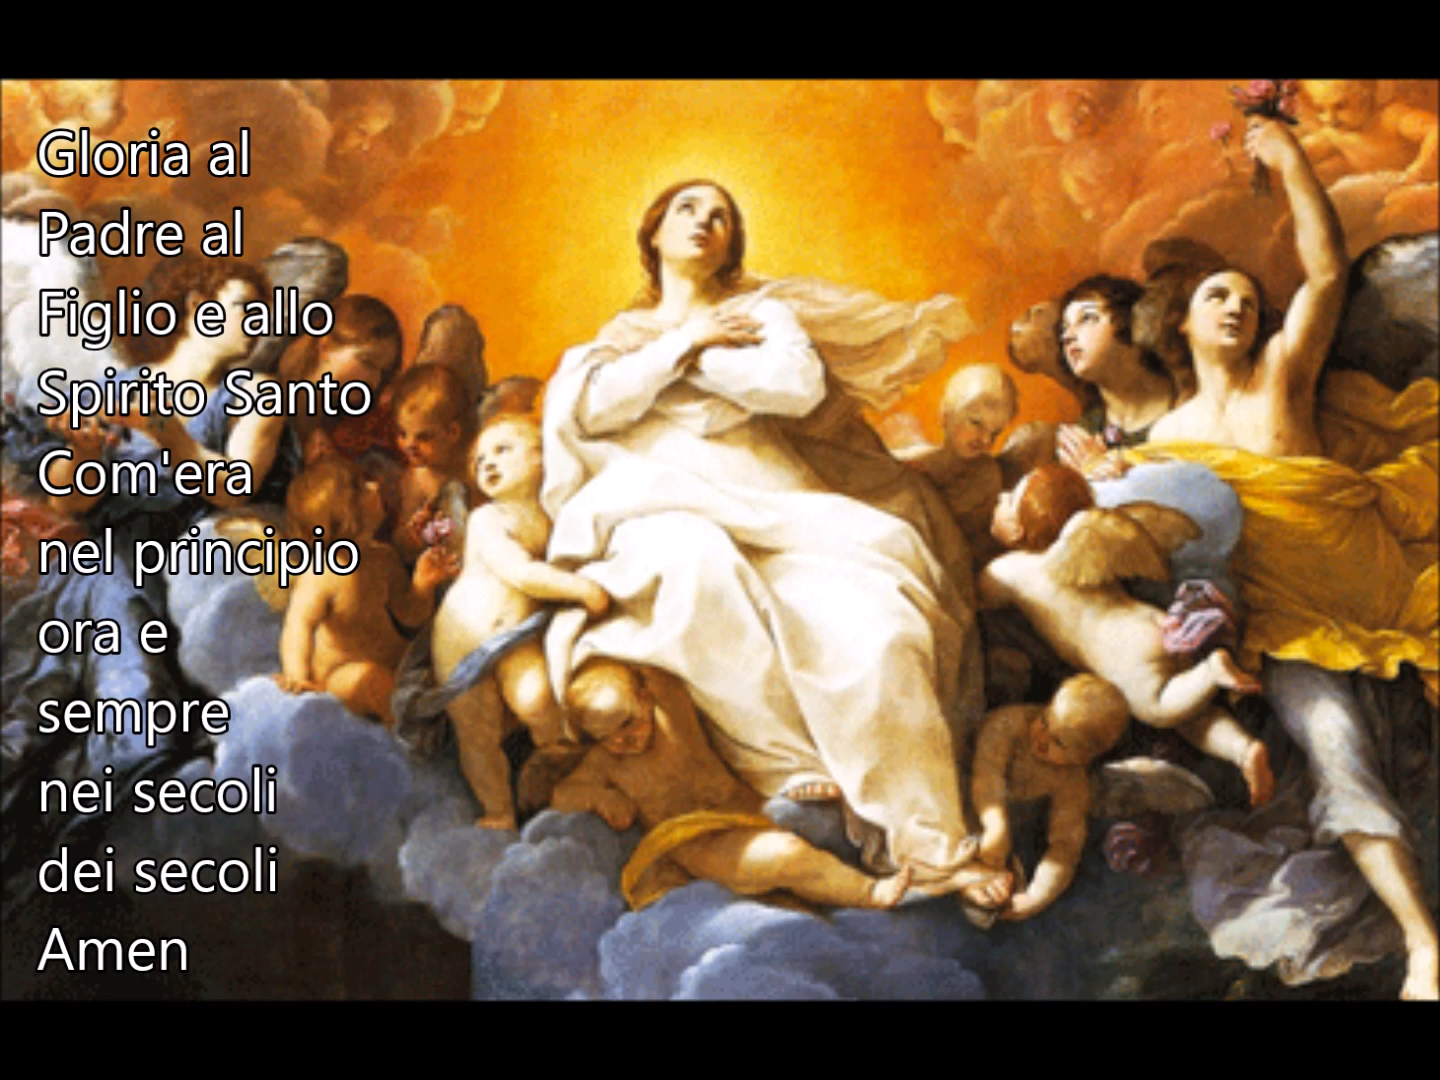 Gloria al
Padre al
Figlio e allo
Spirito Santo
Com'era
nel principio
ora e
sempre
nei secoli
dei secoli
Amen